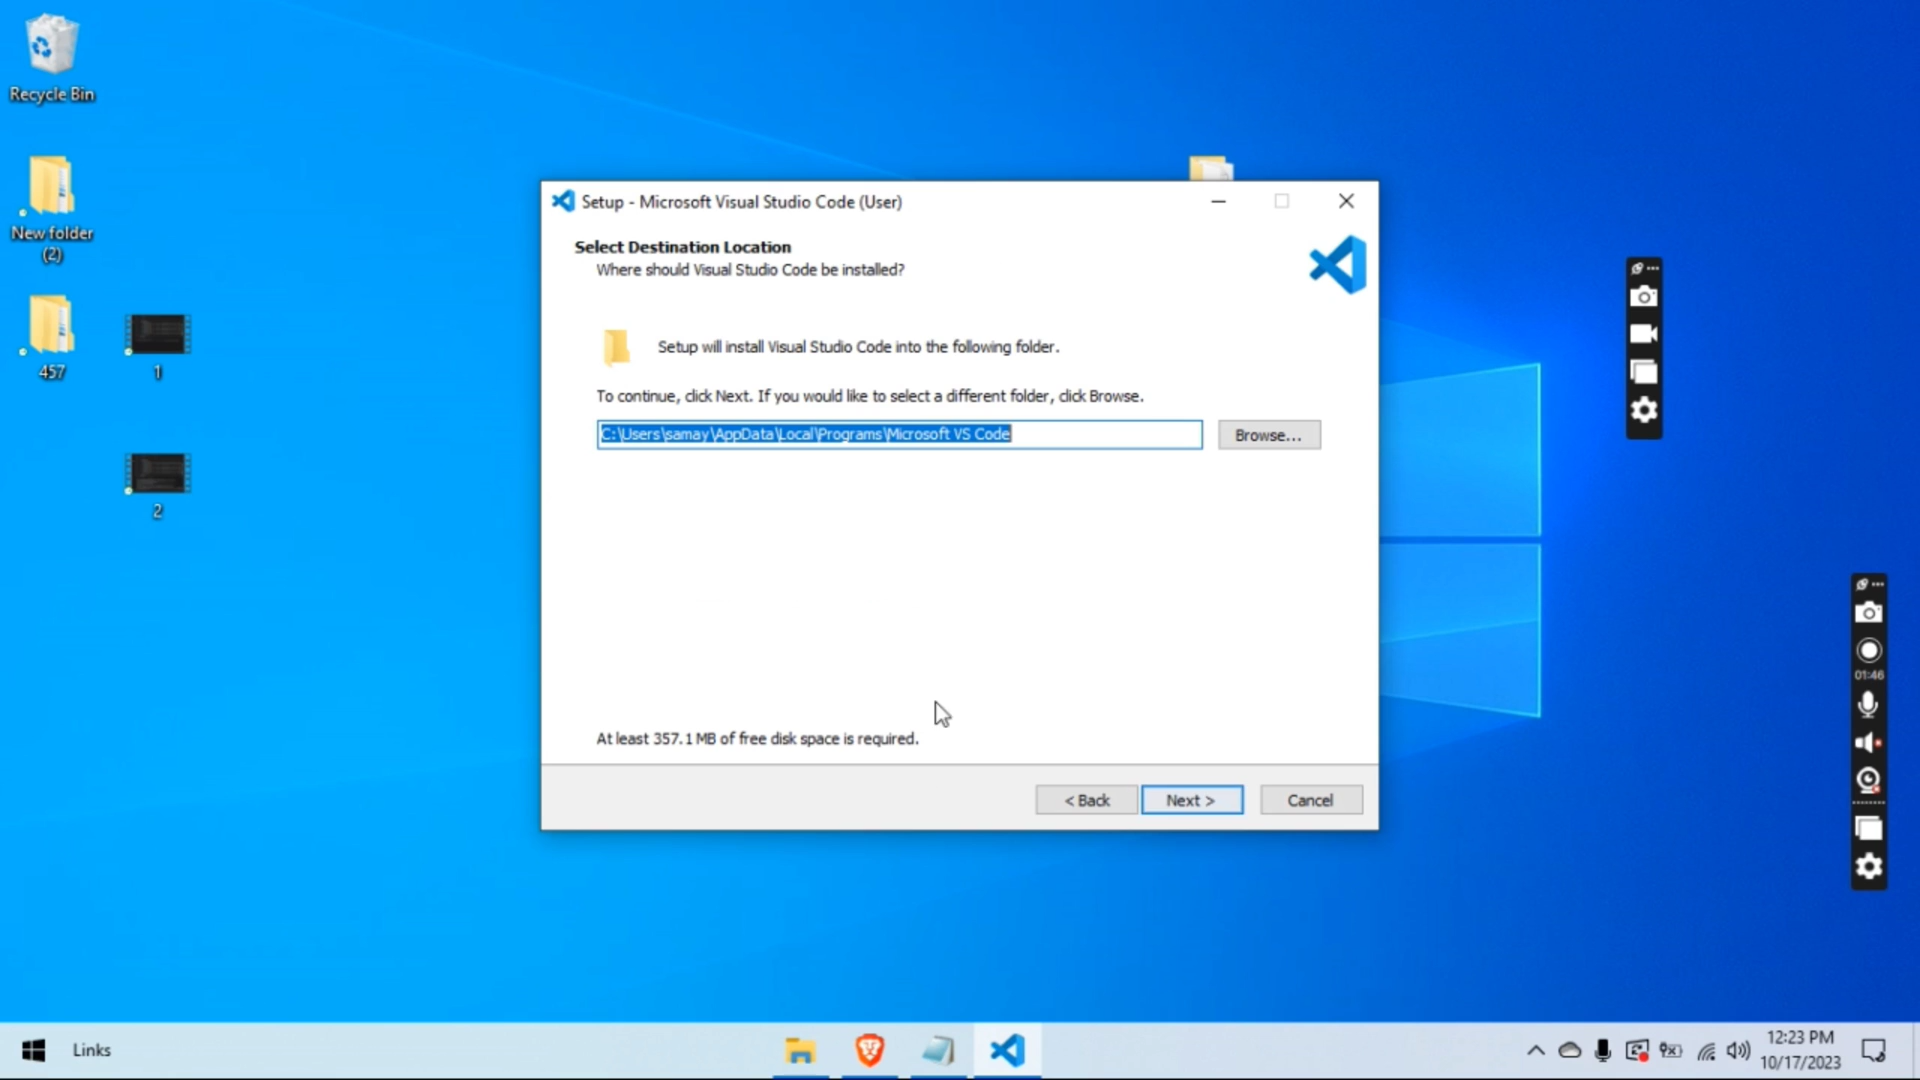 Recycle Bin
New folder
(2)
457
1
2
Setup - Microsoft Visual Studio Code (User)
Select Destination Location
Where should Visual Studio Code be installed?
Setup will install Visual Studio Code into the following folder.
To continue, click Next. If you would like to select a different folder, click Browse.
C:\Users\samay\AppData\Local\Programs\Microsoft VS Code
Browse...
At least 357.1 MB of free disk space is required.
< Back
Next >
Cancel
01:46
Links
12:23 PM
10/17/2023